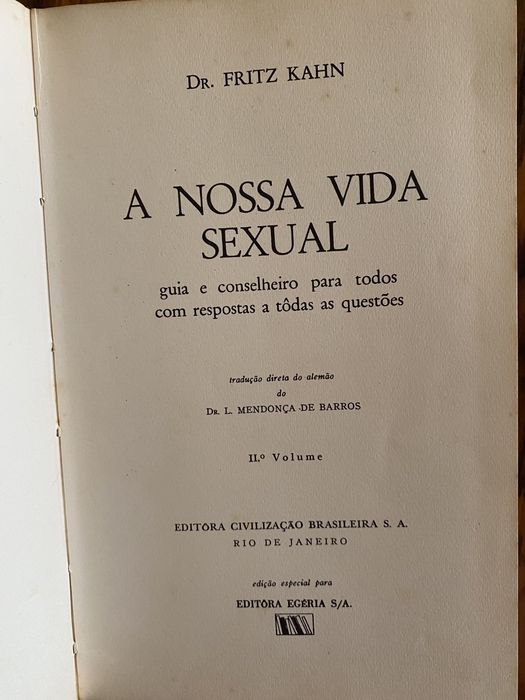 DR. FRITZ KAHN
A NOSSA VIDA
SEXUAL
guia e conselheiro para todos
com respostas a tôdas as questões
tradução direta do alemão
do
DR. L. MENDONÇA DE BARROS
II.º Volume
EDITÔRA CIVILIZAÇÃO BRASILEIRA S. A.
RIO DE JANEIRO
edição especial para
EDITÔRA EGÉRIA S/A.